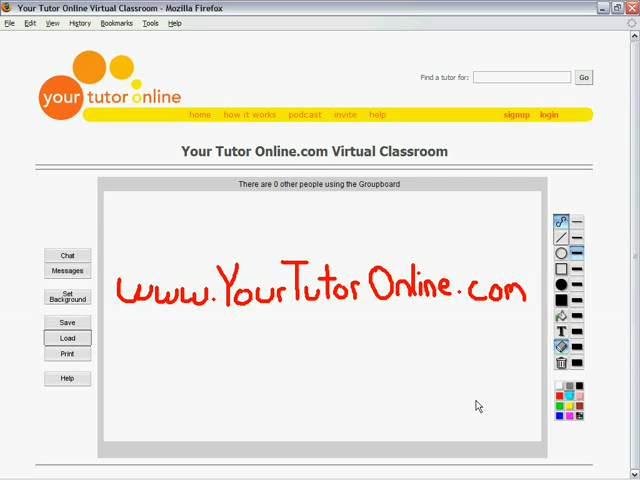 Your Tutor Online Virtual Classroom - Mozilla Firefox
File Edit View History Bookmarks Tools Help
your tutor online
Find a tutor for: Go
home how it works podcast invite help signup login
Your Tutor Online.com Virtual Classroom
There are 0 other people using the Groupboard
Chat
Messages
Set
Background
Save
Load
Print
Help
www.YourTutorOnline.com
T